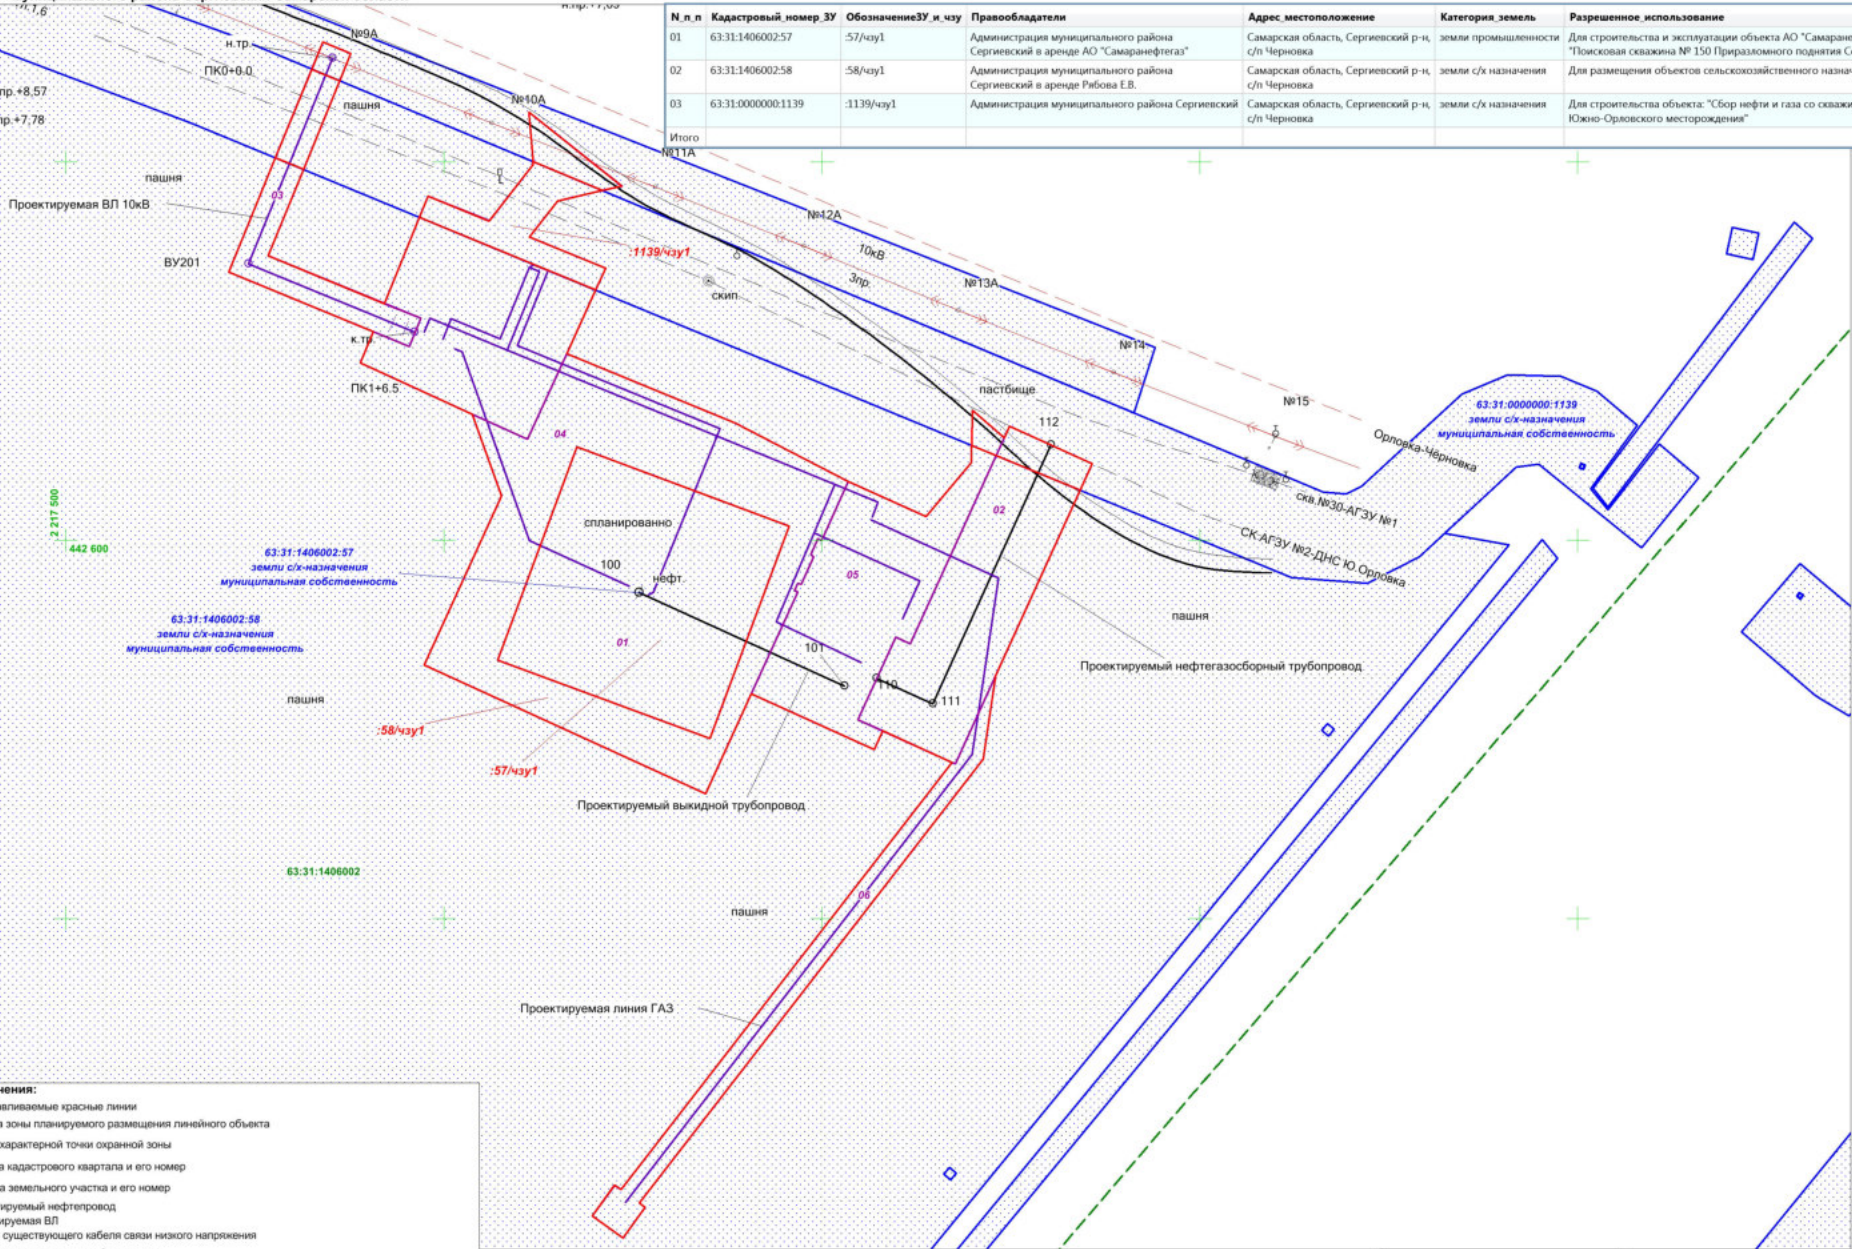 N_п_п Кадастровый_номер_ЗУ ОбозначениеЗУ_и_чзу Правообладатели Адрес_местоположение Категория_земель Разрешенное_использование
01 63:31:1406002:57 :57/чзу1 Администрация муниципального района Самарская область, Сергиевский р-н, земли промышленности Для строительства и эксплуатации объекта АО "Самаране
Сергиевский в аренде АО "Самаранефтегаз" с/п Черновка "Поисковая скважина № 150 Приразломного поднятия С
02 63:31:1406002:58 :58/чзу1 Администрация муниципального района Самарская область, Сергиевский р-н, земли с/х назначения Для размещения объектов сельскохозяйственного назнач
Сергиевский в аренде Рябова Е.В. с/п Черновка
03 63:31:0000000:1139 :1139/чзу1 Администрация муниципального района Сергиевский Самарская область, Сергиевский р-н, земли с/х назначения Для строительства объекта: "Сбор нефти и газа со скважи
с/п Черновка Южно-Орловского месторождения"
Итого
№9А
н.тр.
ПК0+0.0
пр.+8,57
№10А
пашня
пр.+7,78
№11А
пашня
03
Проектируемая ВЛ 10кВ
№12А
:1139/чзу1
10кВ
ВУ201
3пр.
№13А
скип
к.тр.
№14
ПК1+6.5
пастбище
№15
63:31:0000000:1139
земли с/х-назначения
муниципальная собственность
112
04
Орловка-Черновка
скв.№30-АГЗУ №1
02
2 217 500
спланированно
СК-АГЗУ №2-ДНС Ю.Орловка
442 600
63:31:1406002:57
земли с/х-назначения
муниципальная собственность
100
нефт.
05
63:31:1406002:58
земли с/х-назначения
муниципальная собственность
пашня
01
101
Проектируемый нефтегазосборный трубопровод
110
111
пашня
:58/чзу1
:57/чзу1
Проектируемый выкидной трубопровод
63:31:1406002
06
пашня
Проектируемая линия ГАЗ
чения:
авливаемые красные линии
а зоны планируемого размещения линейного объекта
характерной точки охранной зоны
а кадастрового квартала и его номер
а земельного участка и его номер
тируемый нефтепровод
ируемая ВЛ
существующего кабеля связи низкого напряжения